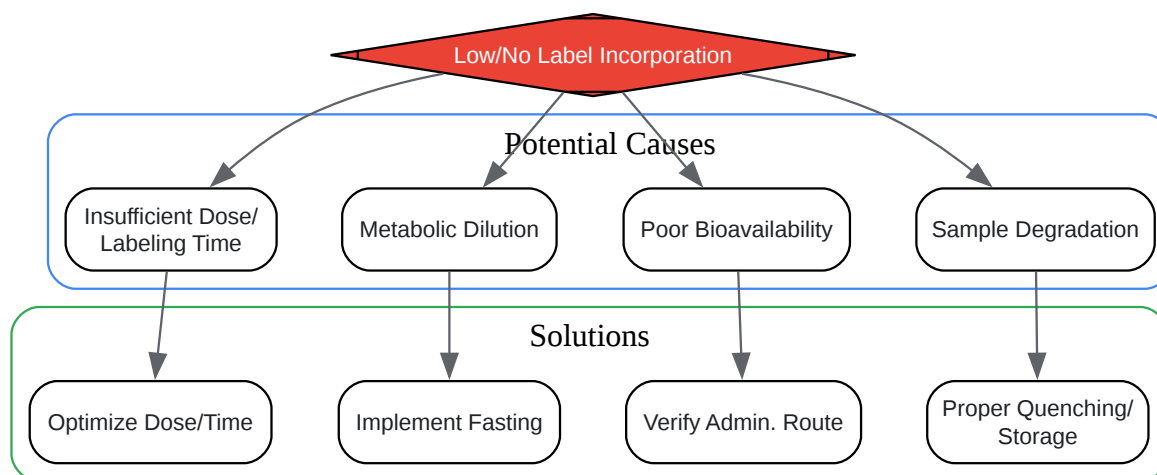 Low/No Label Incorporation
Potential Causes
Insufficient Dose/
Labeling Time
Metabolic Dilution
Poor Bioavailability
Sample Degradation
Solutions
Optimize Dose/Time
Implement Fasting
Verify Admin. Route
Proper Quenching/
Storage